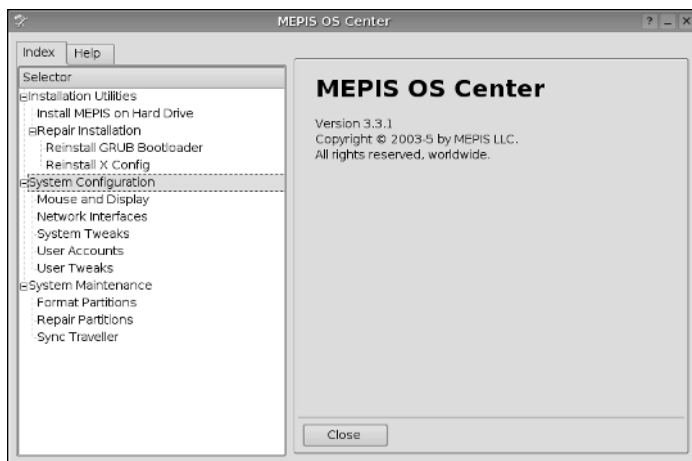 MEPIS OS Center
Index
Help
Selector
Installation Utilities
Install MEPIS on Hard Drive
Repair Installation
Reinstall GRUB Bootloader
Reinstall X Config
System Configuration
Mouse and Display
Network Interfaces
System Tweaks
User Accounts
User Tweaks
System Maintenance
Format Partitions
Repair Partitions
Sync Traveller
MEPIS OS Center
Version 3.3.1
Copyright © 2003-5 by MEPIS LLC.
All rights reserved, worldwide.
Close